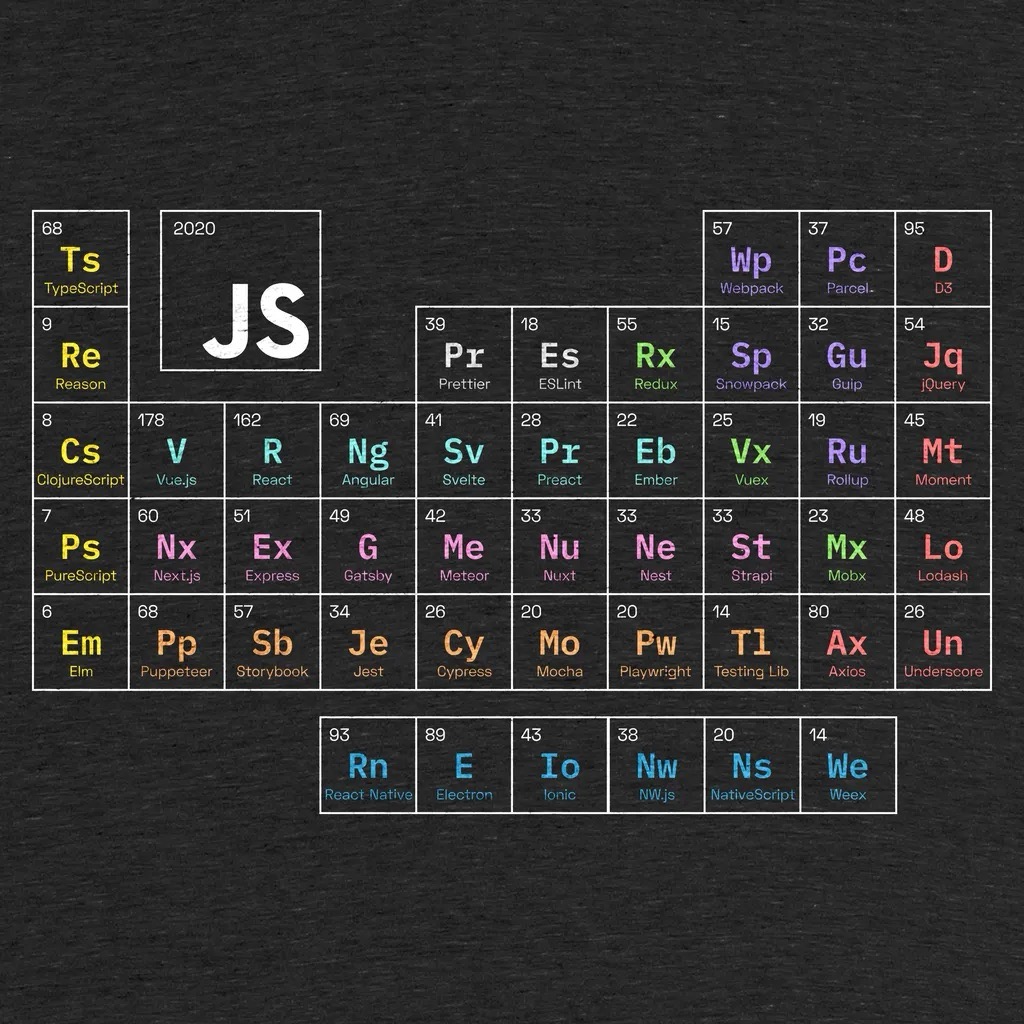 68
Ts
TypeScript
2020
JS
57
Wp
Webpack
37
Pc
Parcel
95
D
D3
9
Re
Reason
39
Pr
Prettier
18
Es
ESLint
55
Rx
Redux
15
Sp
Snowpack
32
Gu
Gulp
54
Jq
jQuery
8
Cs
ClojureScript
178
V
Vue.js
162
R
React
69
Ng
Angular
41
Sv
Svelte
28
Pr
Preact
22
Eb
Ember
25
Vx
Vuex
19
Ru
Rollup
45
Mt
Moment
7
Ps
PureScript
60
Nx
Next.js
51
Ex
Express
49
G
Gatsby
42
Me
Meteor
33
Nu
Nuxt
33
Ne
Nest
33
St
Strapi
23
Mx
Mobx
48
Lo
Lodash
6
Em
Elm
68
Pp
Puppeteer
57
Sb
Storybook
34
Je
Jest
26
Cy
Cypress
20
Mo
Mocha
20
Pw
Playwright
14
Tl
Testing Lib
80
Ax
Axios
26
Un
Underscore
93
Rn
React Native
89
E
Electron
43
Io
Ionic
38
Nw
NW.js
20
Ns
NativeScript
14
We
Weex